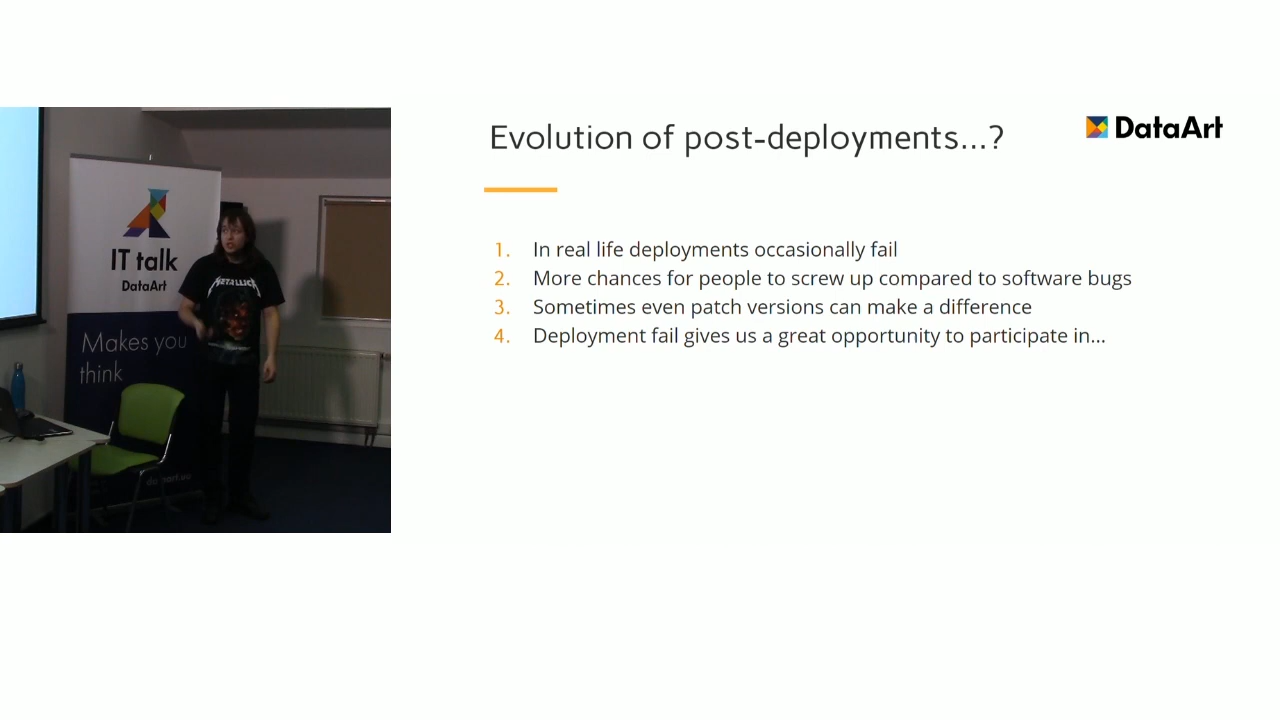 Evolution of post-deployments...?
DataArt
1. In real life deployments occasionally fail
2. More chances for people to screw up compared to software bugs
3. Sometimes even patch versions can make a difference
4. Deployment fail gives us a great opportunity to participate in...
IT talk
DataArt
Makes you
think
METALLICA